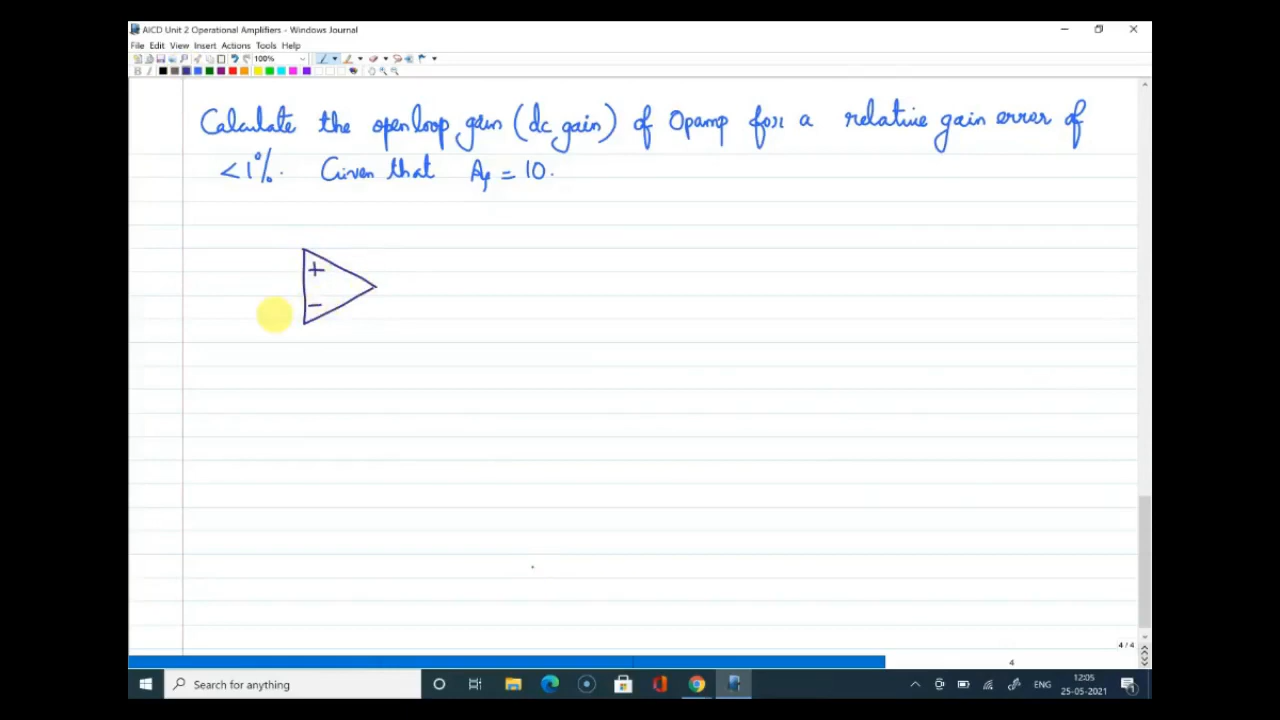 AICD Unit 2 Operational Amplifiers - Windows Journal
File Edit View Insert Actions Tools Help
100%
B I
Calculate the openloop gain (dc gain) of Opamp for a relative gain error of
<1%. Given that Af = 10.
+
−
4 / 4
4
Search for anything
ENG
12:05
25-05-2021
1